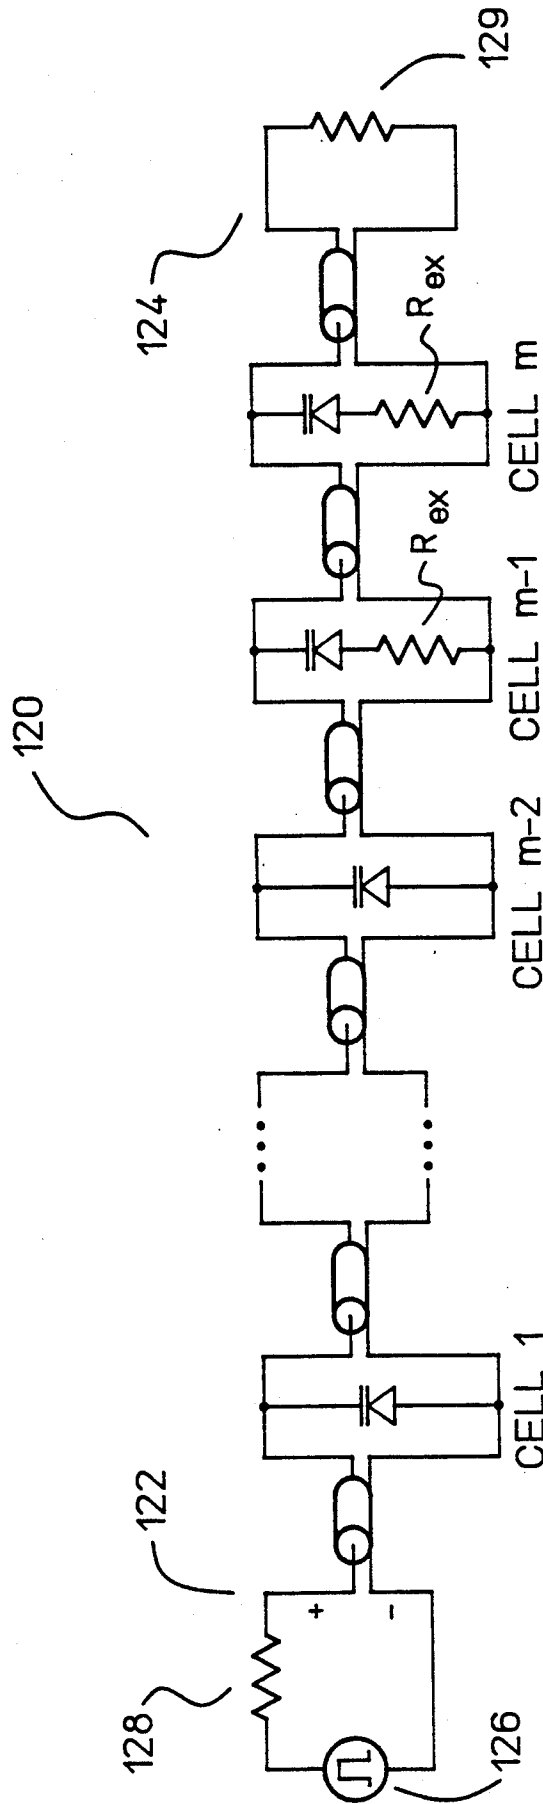 120
122
124
128
+
-
126
129
R_ex
R_ex
CELL 1
...
...
CELL m-2
CELL m-1
CELL m